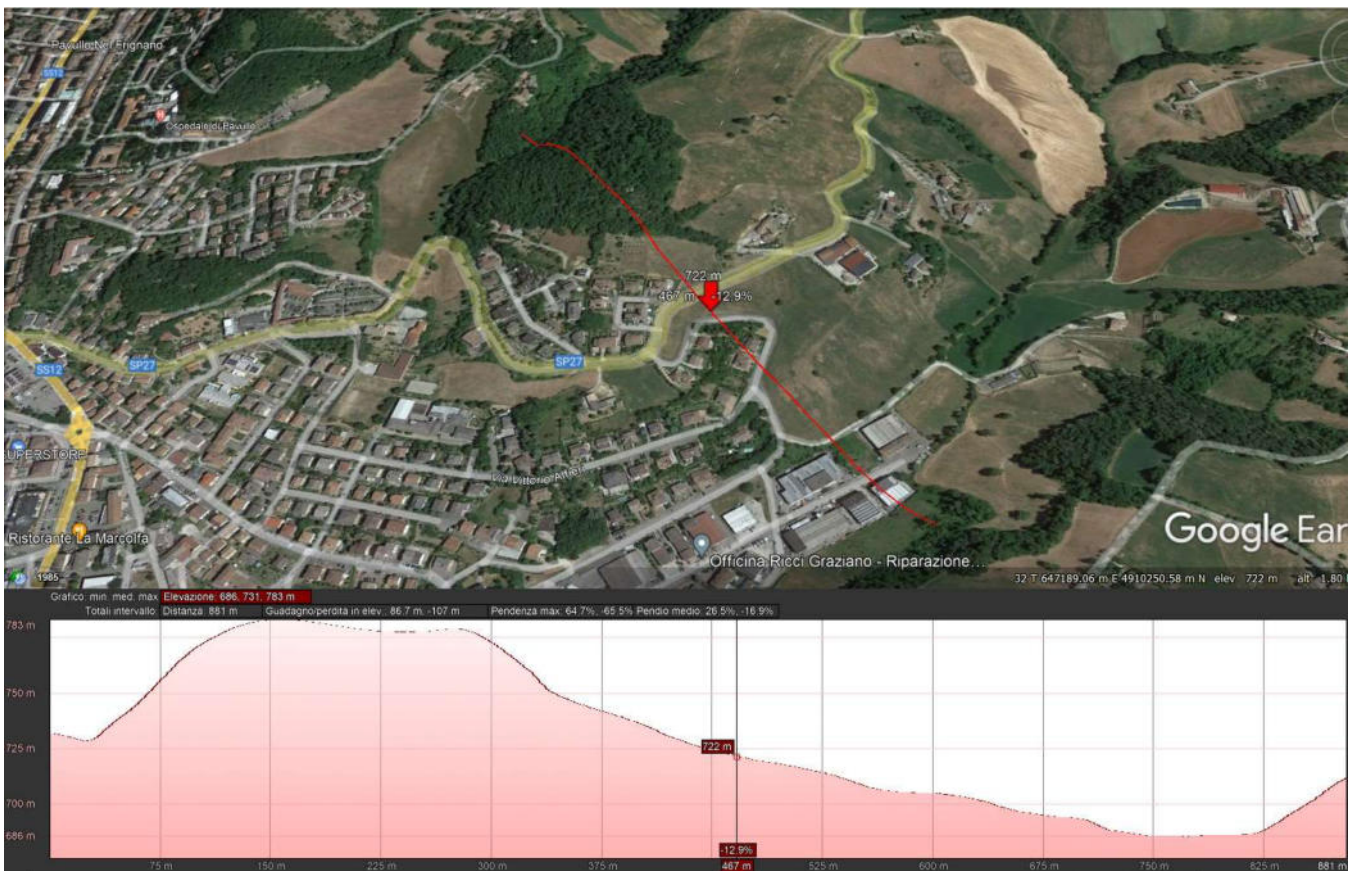 Pavullo Nel Frignano
SS12
Ospedale di Pavullo
722 m
467 m -12,9%
SP27
SS12
SP27
SUPERSTORE
Via Vittorio Alfieri
Ristorante La Marcolfa
Officina Ricci Graziano - Riparazione...
Google Ear
1985
32 T 647189.06 m E 4910250.58 m N elev 722 m alt 1.80
Grafico: min. med. max Elevazione: 686, 731, 783 m
Totali intervallo: Distanza: 881 m Guadagno/perdita in elev.: 86.7 m, -107 m Pendenza max: 64.7%, -65.5% Pendio medio: 26.5%, -16.9%
783 m
750 m
725 m
722 m
700 m
686 m
-12,9%
75 m 150 m 225 m 300 m 375 m 467 m 525 m 600 m 675 m 750 m 825 m 881 m